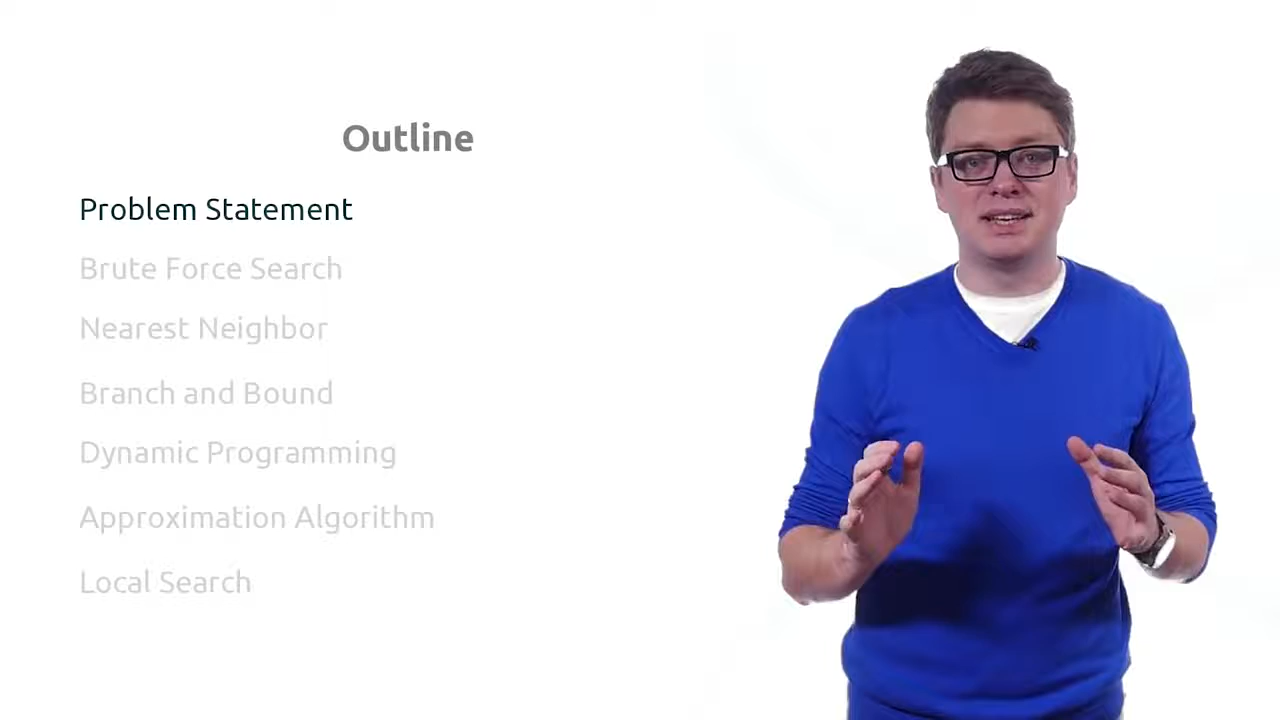 Outline
Problem Statement
Brute Force Search
Nearest Neighbor
Branch and Bound
Dynamic Programming
Approximation Algorithm
Local Search